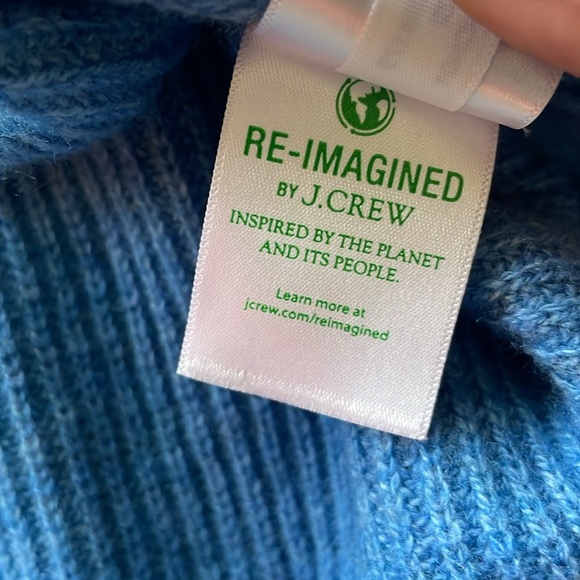 RE-IMAGINED
BY J.CREW
INSPIRED BY THE PLANET
AND ITS PEOPLE.
Learn more at
jcrew.com/reimagined